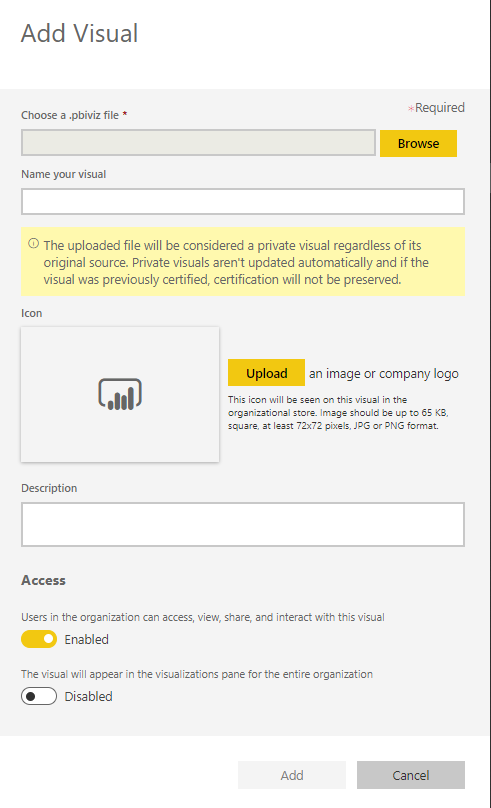 Add Visual
*Required
Choose a .pbiviz file *
Browse
Name your visual
The uploaded file will be considered a private visual regardless of its
original source. Private visuals aren't updated automatically and if the
visual was previously certified, certification will not be preserved.
Icon
Upload an image or company logo
This icon will be seen on this visual in the
organizational store. Image should be up to 65 KB,
square, at least 72x72 pixels, JPG or PNG format.
Description
Access
Users in the organization can access, view, share, and interact with this visual
Enabled
The visual will appear in the visualizations pane for the entire organization
Disabled
Add
Cancel